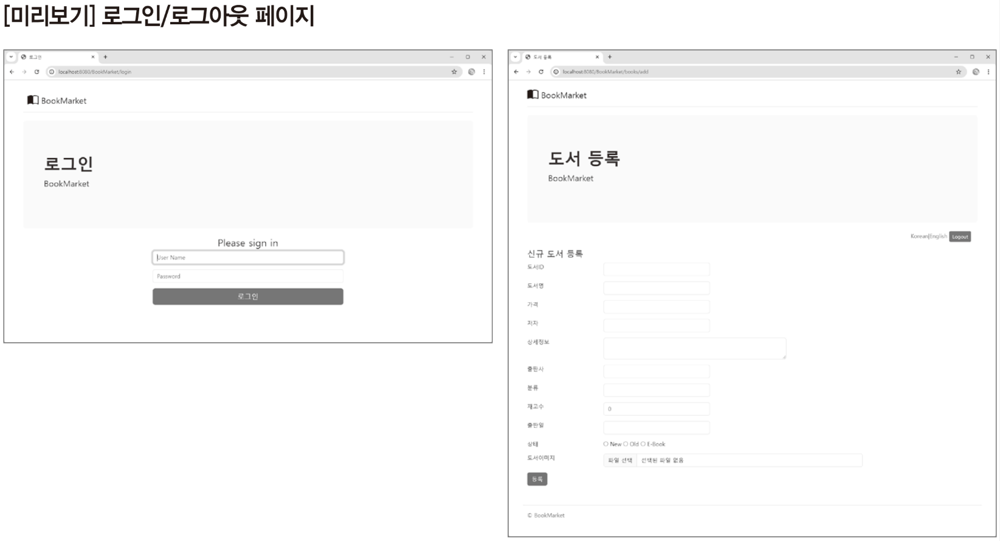 [미리보기] 로그인/로그아웃 페이지
로그인
localhost:8080/BookMarket/login
BookMarket
로그인
BookMarket
Please sign in
User Name
Password
로그인
도서 등록
localhost:8080/BookMarket/books/add
BookMarket
도서 등록
BookMarket
Korean|English Logout
신규 도서 등록
도서ID
도서명
가격
저자
상세정보
출판사
분류
재고수 0
출판일
상태 New Old E-Book
도서이미지 파일 선택 선택된 파일 없음
등록
© BookMarket